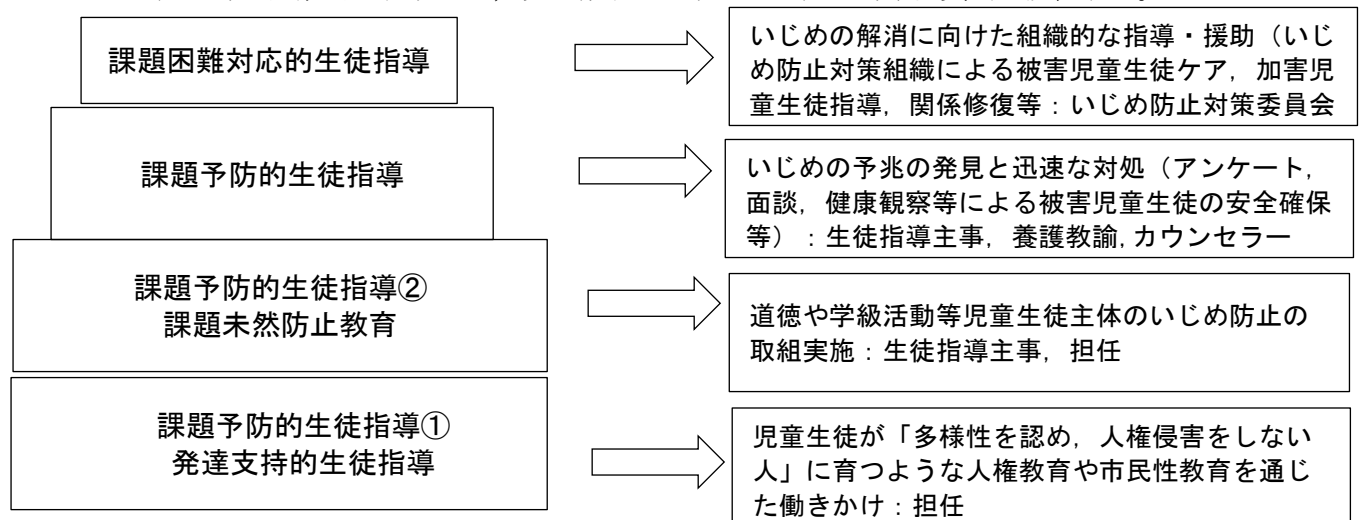 課題困難対応的生徒指導
いじめの解消に向けた組織的な指導・援助（いじ
め防止対策組織による被害児童生徒ケア，加害児
童生徒指導，関係修復等：いじめ防止対策委員会
課題予防的生徒指導
いじめの予兆の発見と迅速な対処（アンケート，
面談，健康観察等による被害児童生徒の安全確保
等）：生徒指導主事，養護教諭,カウンセラー
課題予防的生徒指導②
課題未然防止教育
道徳や学級活動等児童生徒主体のいじめ防止の
取組実施：生徒指導主事，担任
課題予防的生徒指導①
発達支持的生徒指導
児童生徒が「多様性を認め，人権侵害をしない
人」に育つような人権教育や市民性教育を通じ
た働きかけ：担任